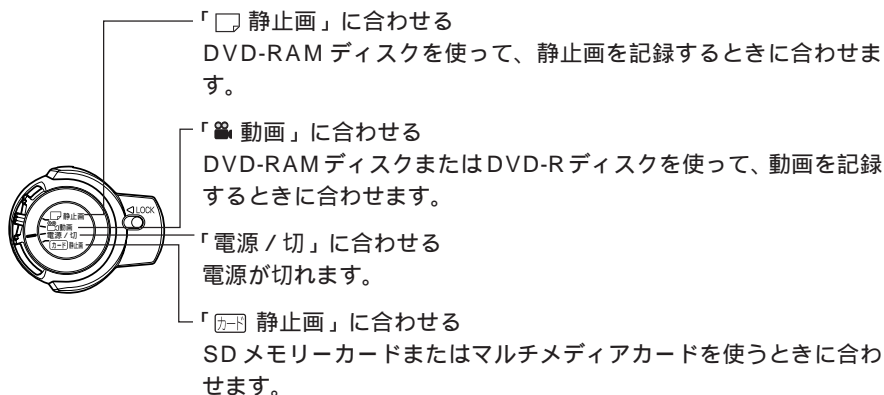 「 静止画」に合わせる
DVD-RAM ディスクを使って、静止画を記録するときに合わせま
す。
「 動画」に合わせる
DVD-RAMディスクまたはDVD-Rディスクを使って、動画を記録
するときに合わせます。
LOCK
静止画
動画
電源 / 切
カード 静止画
「電源 / 切」に合わせる
電源が切れます。
「カード 静止画」に合わせる
SD メモリーカードまたはマルチメディアカードを使うときに合わ
せます。